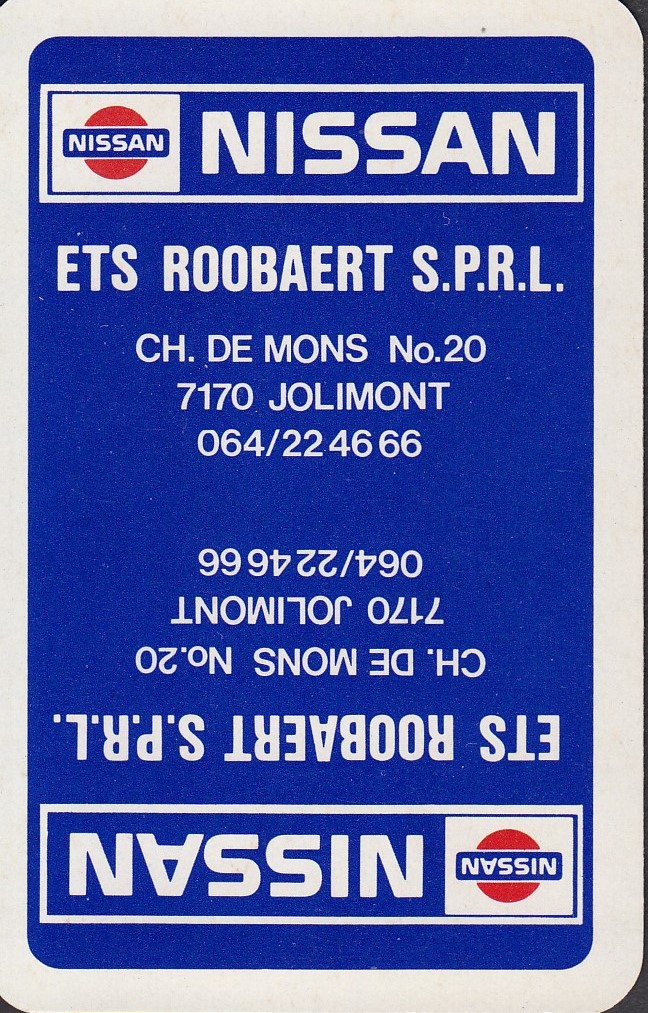 NISSAN NISSAN
ETS ROOBAERT S.P.R.L.
CH. DE MONS No.20
7170 JOLIMONT
064/22 46 66
064/22 46 66
7170 JOLIMONT
CH. DE MONS No.20
ETS ROOBAERT S.P.R.L.
NISSAN NISSAN